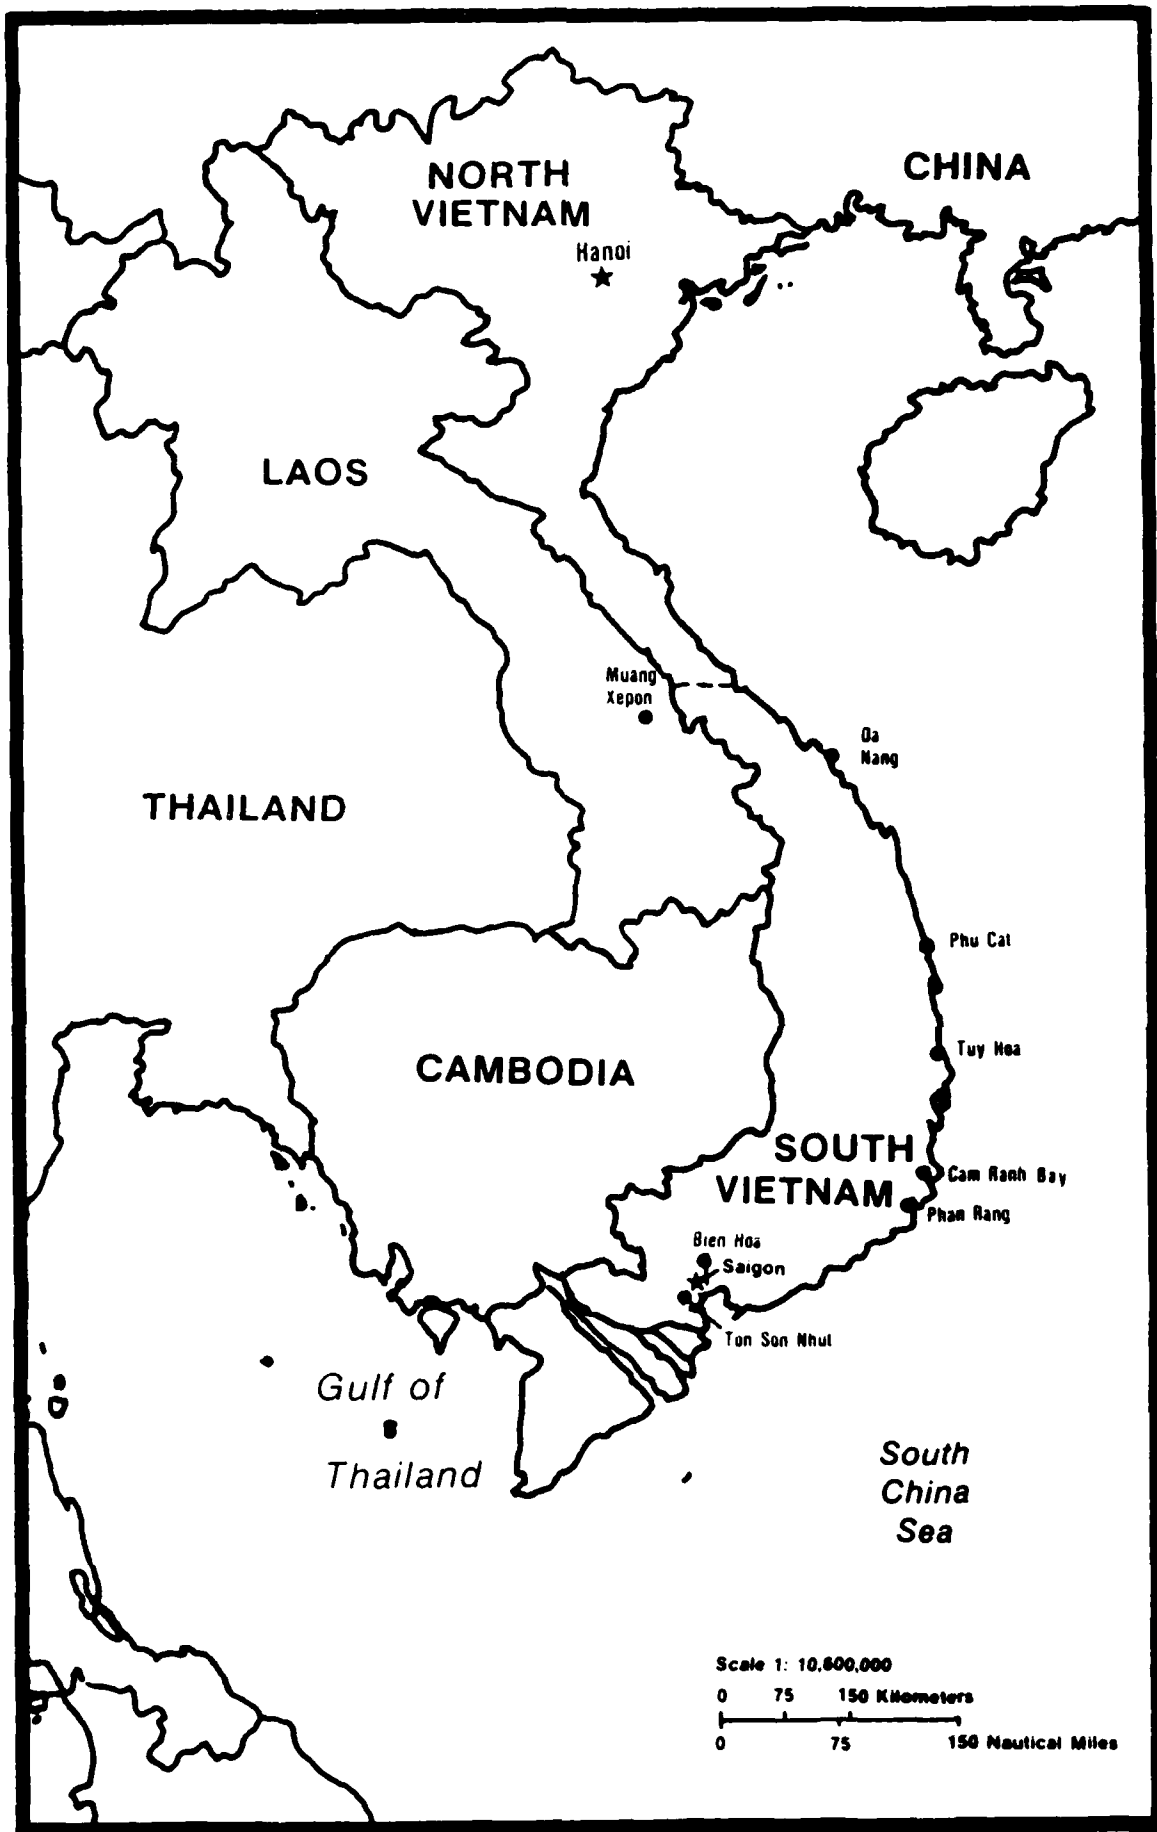 NORTH
VIETNAM
CHINA
Hanoi
LAOS
Muang
Xepon
Da
Nang
THAILAND
Phu Cat
Tuy Hoa
CAMBODIA
SOUTH
VIETNAM
Cam Ranh Bay
Phan Rang
Bien Hoa
Saigon
Ton Son Nhut
Gulf of
Thailand
South
China
Sea
Scale 1: 10,600,000
0 75 150 Kilometers
0 75 150 Nautical Miles